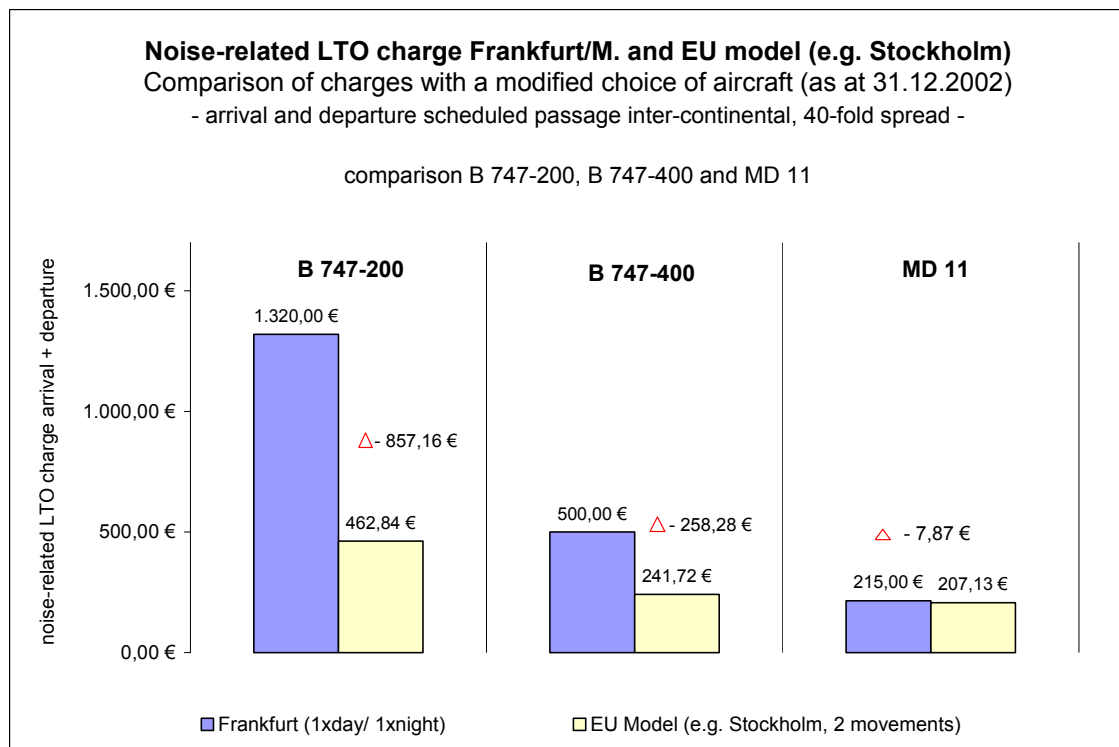 Noise-related LTO charge Frankfurt/M. and EU model (e.g. Stockholm)
Comparison of charges with a modified choice of aircraft (as at 31.12.2002)
- arrival and departure scheduled passage inter-continental, 40-fold spread -
comparison B 747-200, B 747-400 and MD 11
noise-related LTO charge arrival + departure
B 747-200
B 747-400
MD 11
1.500,00 €
1.320,00 €
1.000,00 €
- 857,16 €
462,84 €
500,00 €
500,00 €
- 258,28 €
241,72 €
- 7,87 €
215,00 €
207,13 €
0,00 €
Frankfurt (1xday/ 1xnight)
EU Model (e.g. Stockholm, 2 movements)